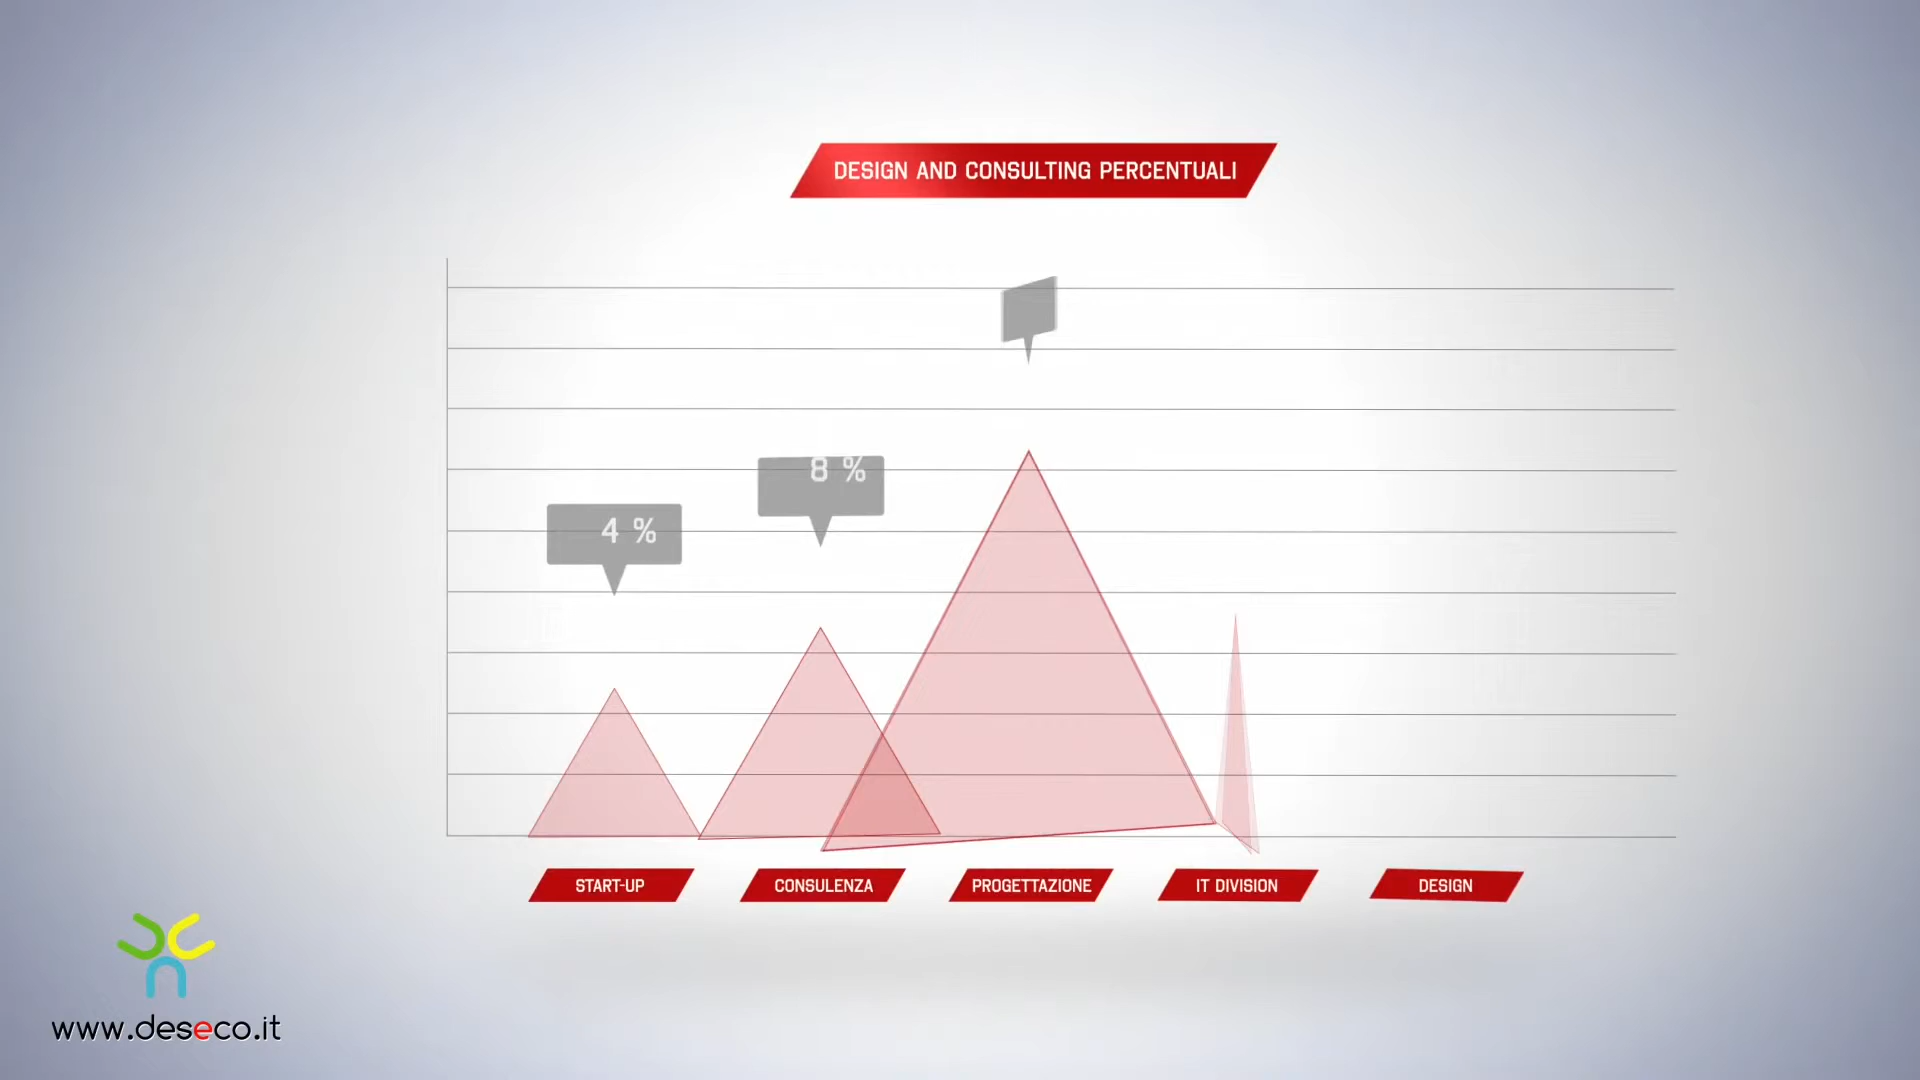 DESIGN AND CONSULTING PERCENTUALI
8 %
4 %
START-UP
CONSULENZA
PROGETTAZIONE
IT DIVISION
DESIGN
www.deseco.it